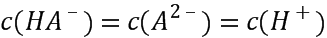 c(HA⁻) = c(A²⁻) = c(H⁺)